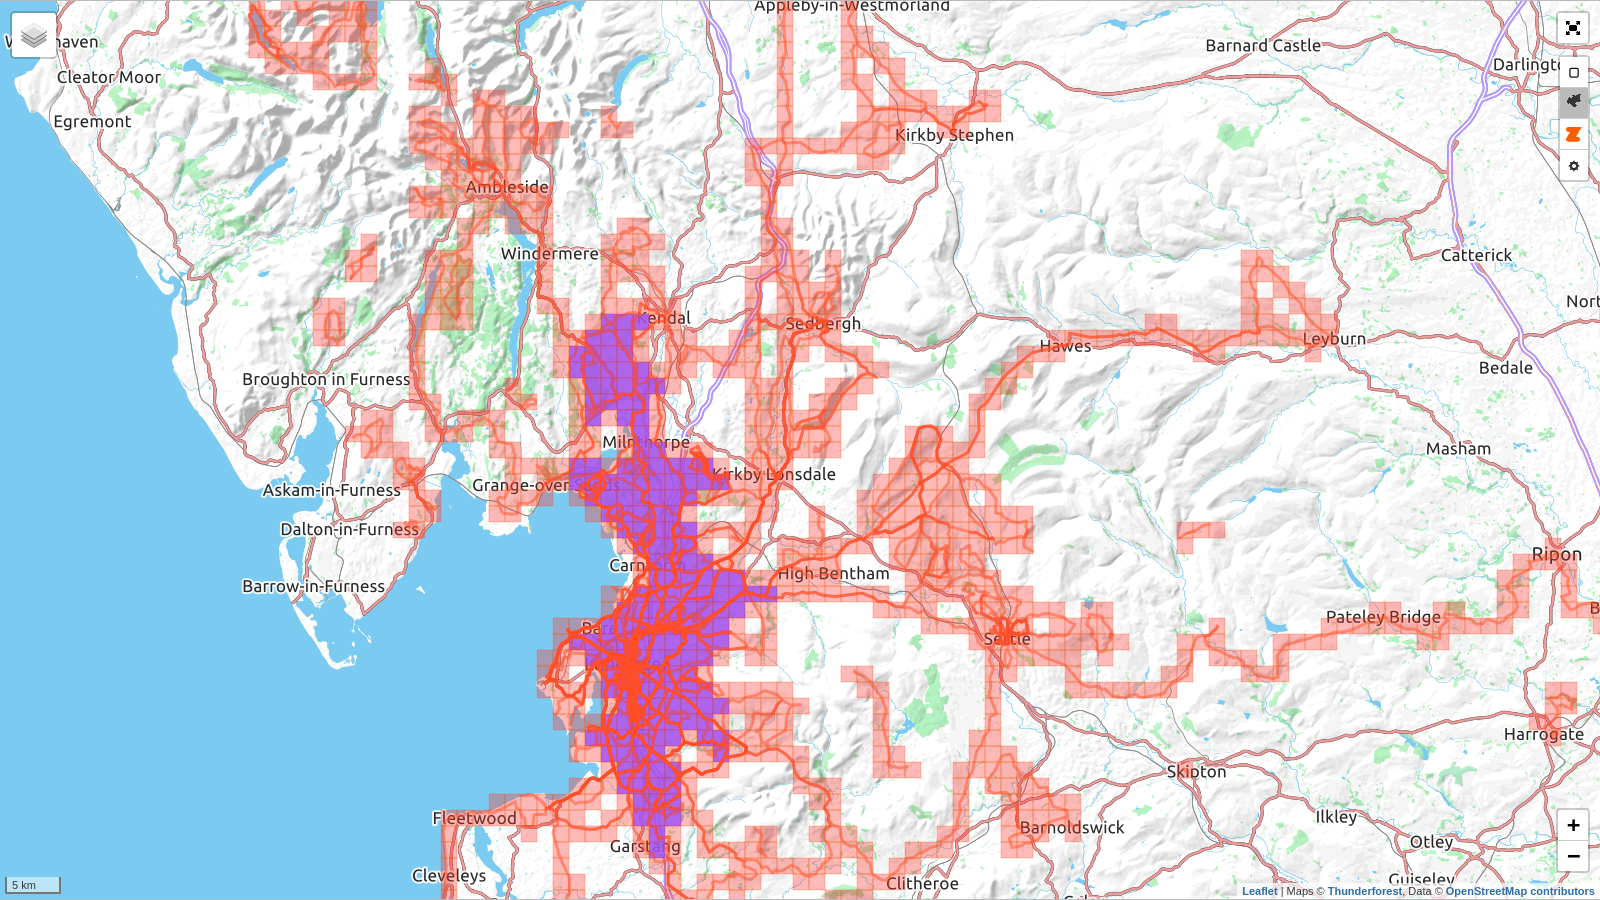 Appleby-in-Westmorland
Barnard Castle
Cleator Moor
Egremont
Kirkby Stephen
Ambleside
Windermere
Catterick
Kendal
Sedbergh
Hawes
Leyburn
Bedale
Broughton in Furness
Milnthorpe
Masham
Kirkby Lonsdale
Grange-over-Sands
Askam-in-Furness
Dalton-in-Furness
Ripon
High Bentham
Barrow-in-Furness
Pateley Bridge
Settle
Harrogate
Skipton
Fleetwood
Ilkley
Barnoldswick
Otley
Garstang
Cleveleys
Clitheroe
Guiseley
5 km
+
−
Leaflet | Maps © Thunderforest, Data © OpenStreetMap contributors